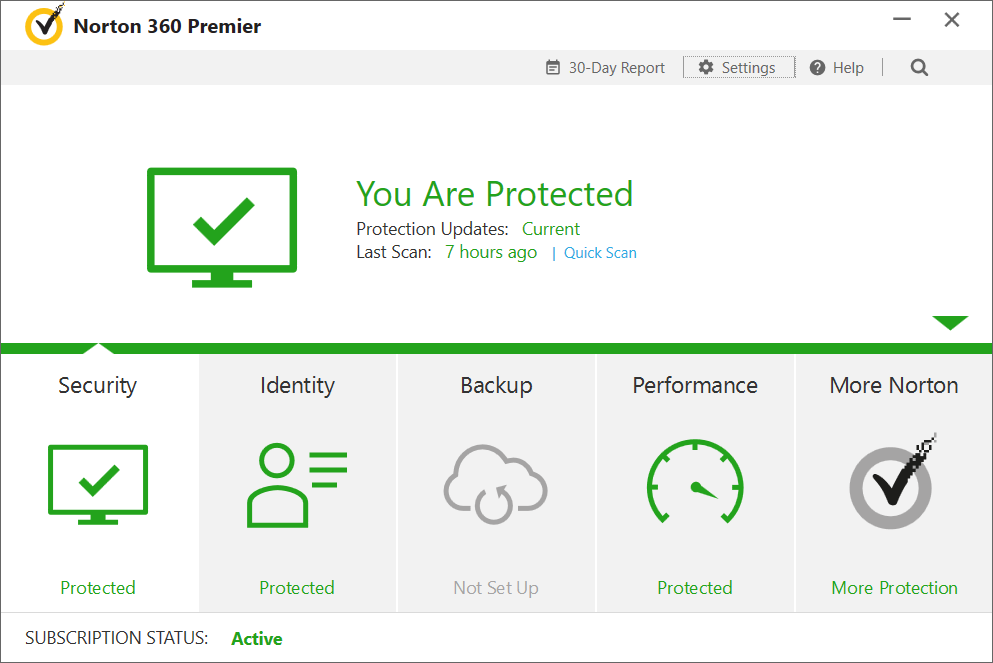 Norton 360 Premier
30-Day Report Settings Help |
You Are Protected
Protection Updates: Current
Last Scan: 7 hours ago | Quick Scan
Security Identity Backup Performance More Norton
Protected Protected Not Set Up Protected More Protection
SUBSCRIPTION STATUS: Active